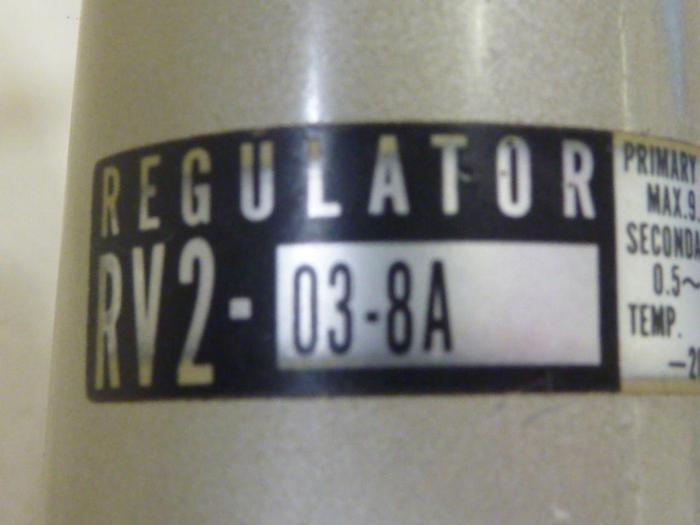 REGULATOR
RV2-03-8A
PRIMARY
MAX.9
SECONDA
0.5~
TEMP.